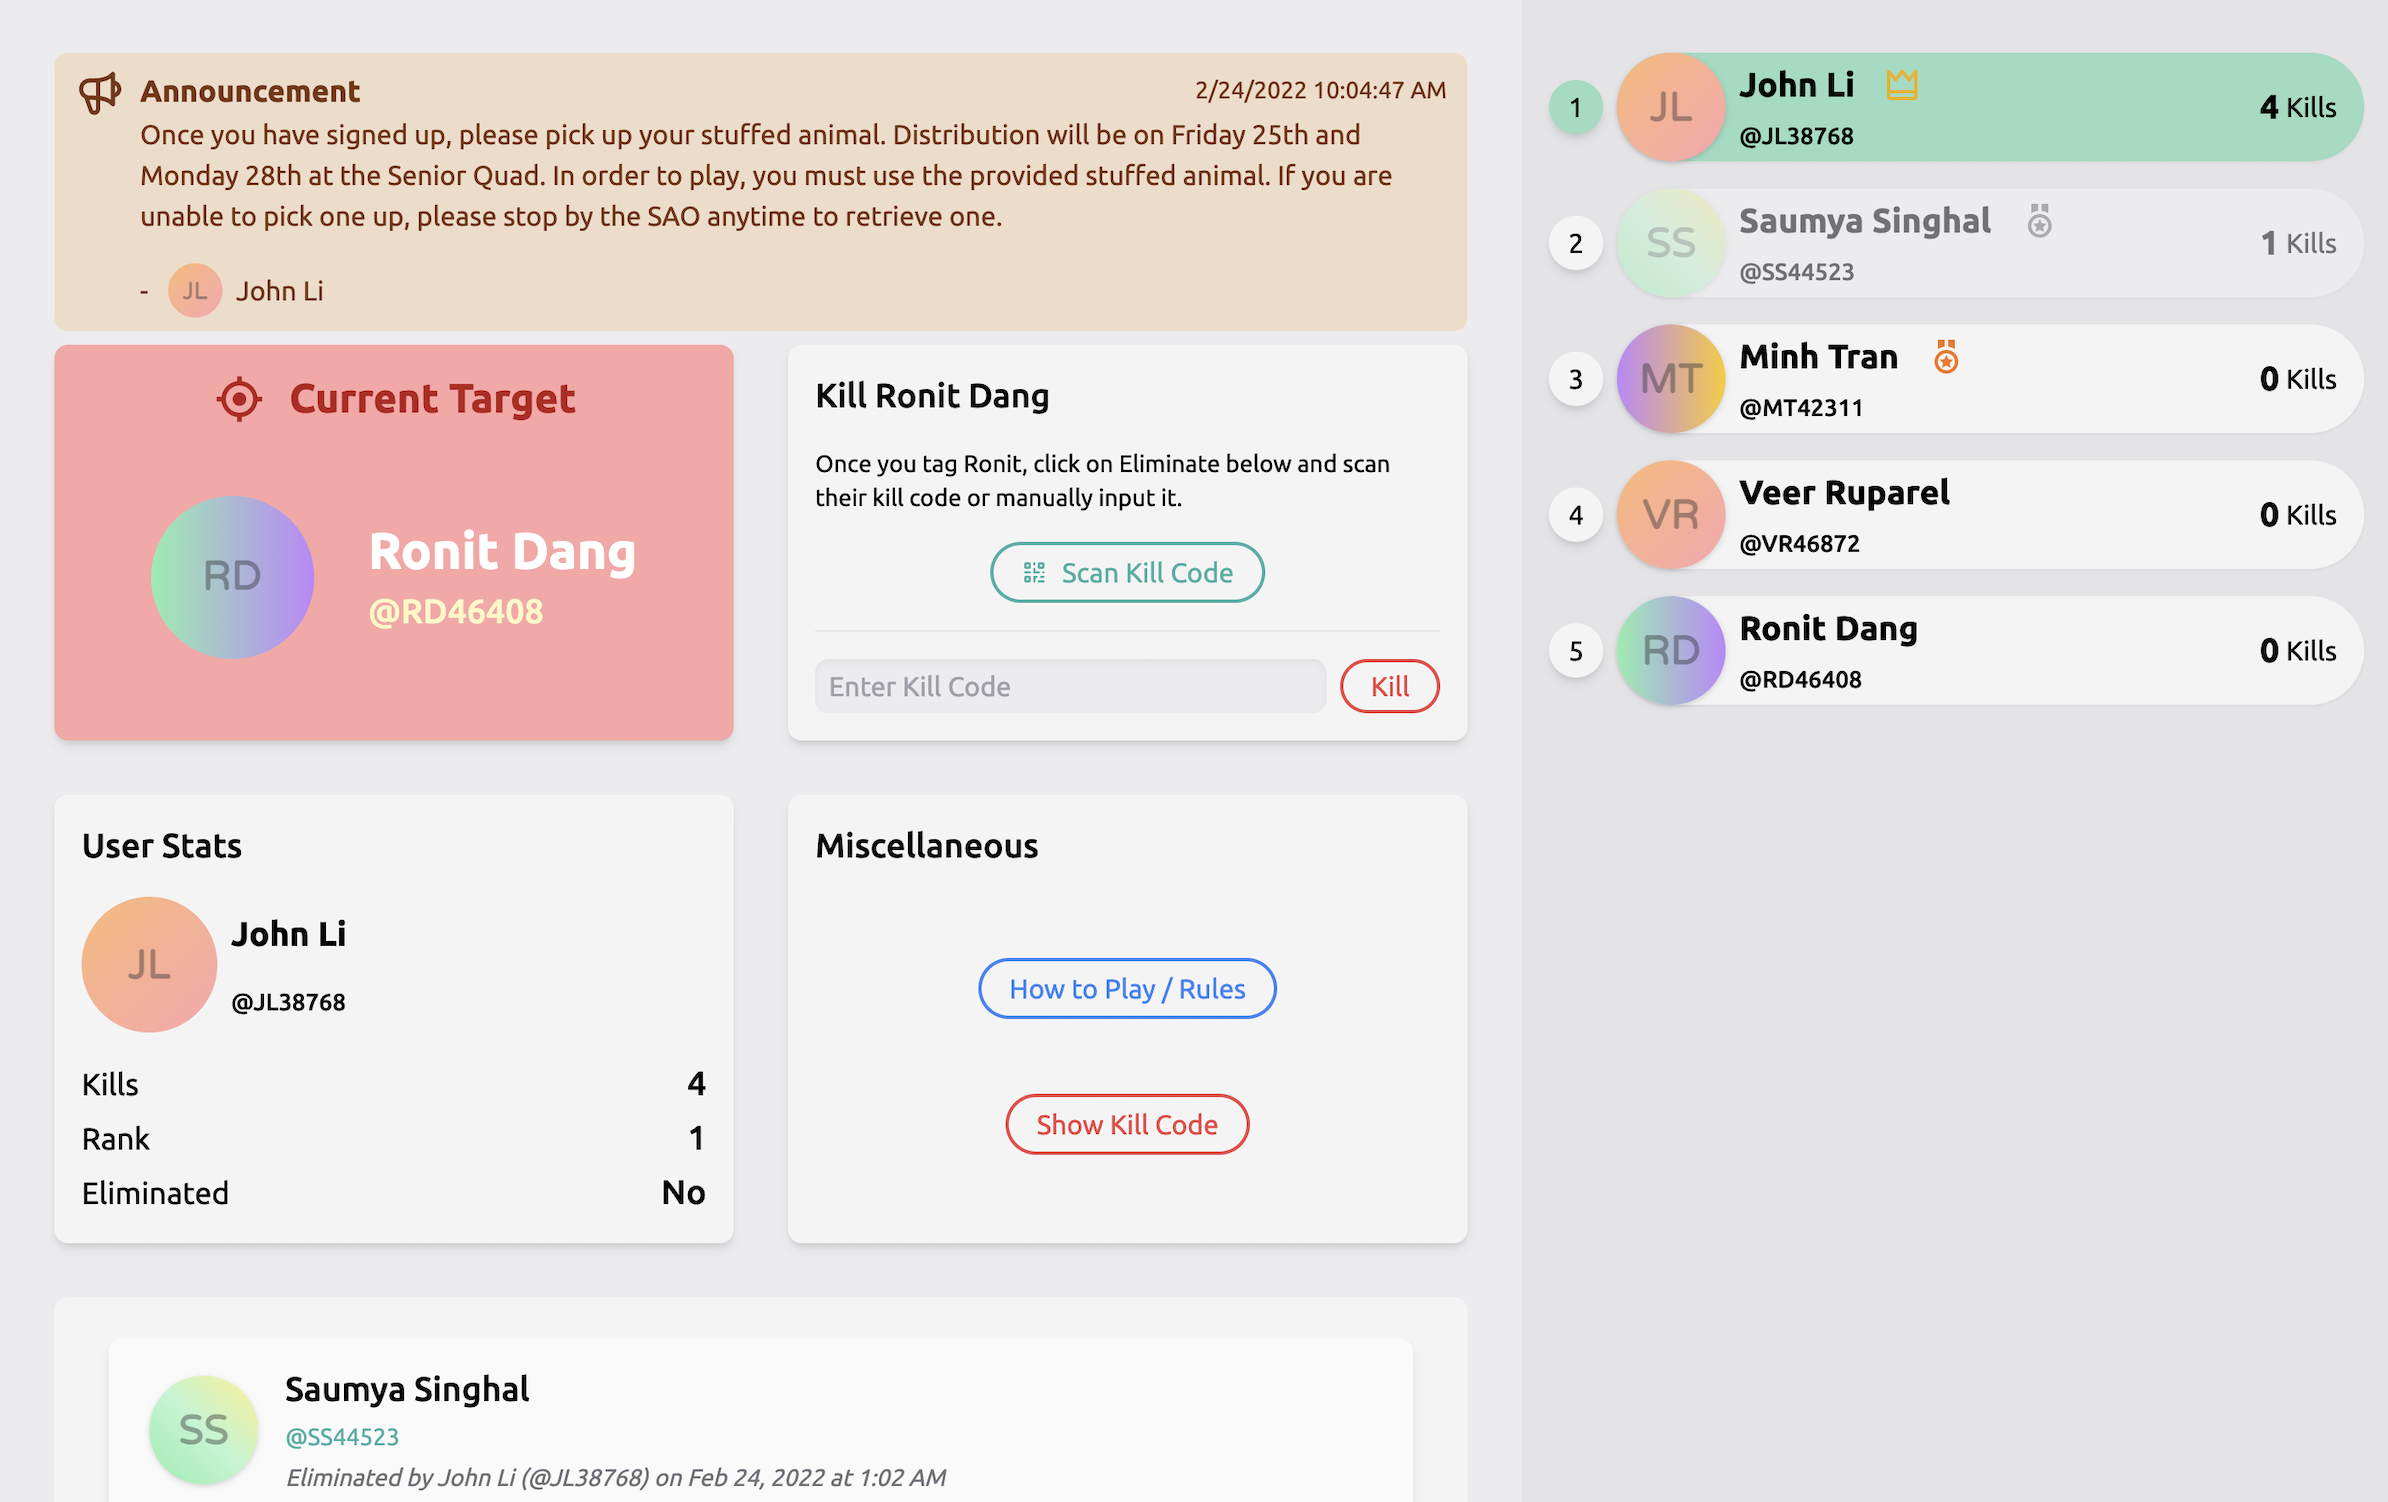 Announcement
2/24/2022 10:04:47 AM
Once you have signed up, please pick up your stuffed animal. Distribution will be on Friday 25th and
Monday 28th at the Senior Quad. In order to play, you must use the provided stuffed animal. If you are
unable to pick one up, please stop by the SAO anytime to retrieve one.
- JL John Li
Current Target
RD
Ronit Dang
@RD46408
Kill Ronit Dang
Once you tag Ronit, click on Eliminate below and scan
their kill code or manually input it.
Scan Kill Code
Enter Kill Code
Kill
User Stats
JL
John Li
@JL38768
Kills 4
Rank 1
Eliminated No
Miscellaneous
How to Play / Rules
Show Kill Code
SS
Saumya Singhal
@SS44523
Eliminated by John Li (@JL38768) on Feb 24, 2022 at 1:02 AM
1
JL
John Li
@JL38768
4 Kills
2
SS
Saumya Singhal
@SS44523
1 Kills
3
MT
Minh Tran
@MT42311
0 Kills
4
VR
Veer Ruparel
@VR46872
0 Kills
5
RD
Ronit Dang
@RD46408
0 Kills